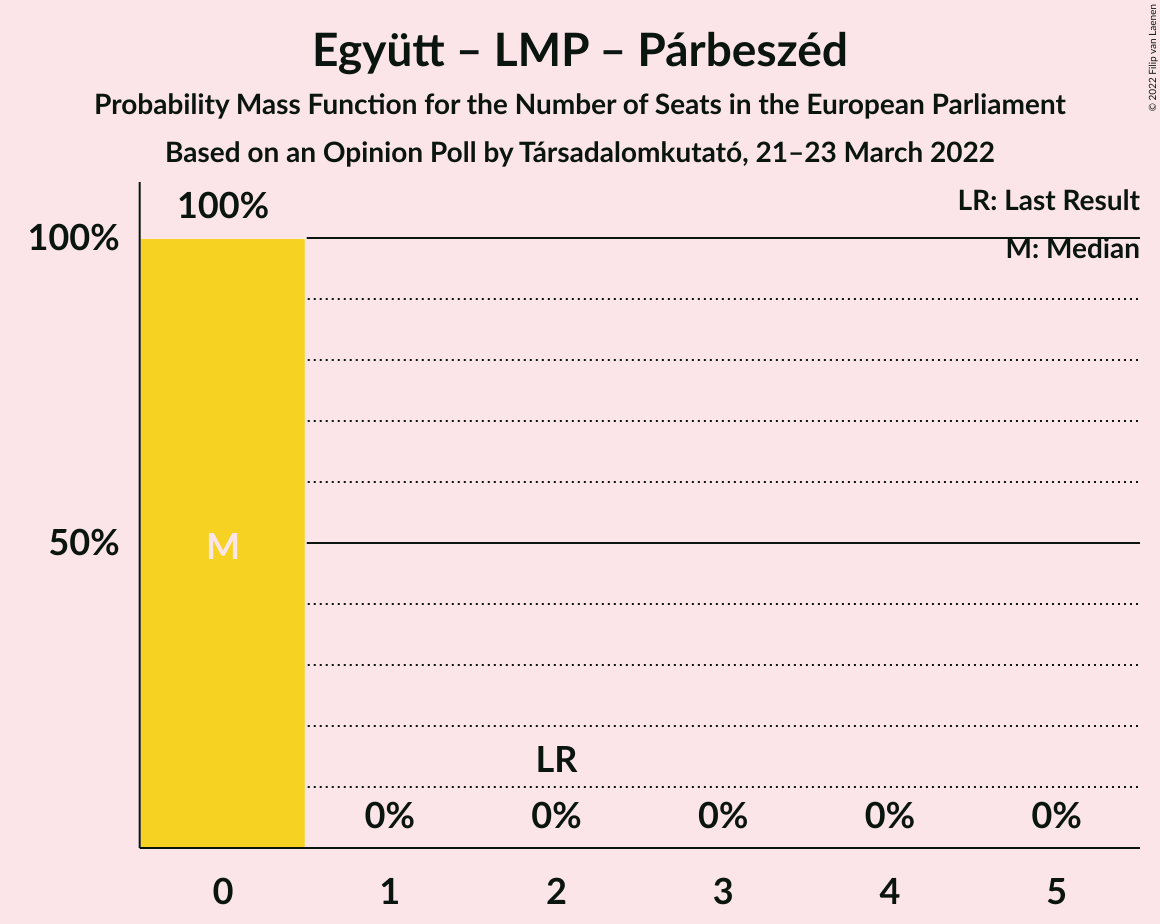 Együtt – LMP – Párbeszéd
Probability Mass Function for the Number of Seats in the European Parliament
Based on an Opinion Poll by Társadalomkutató, 21–23 March 2022
© 2022 Filip van Laenen
LR: Last Result
M: Median
100%
100%
50%
M
LR
0% 0% 0% 0% 0%
0 1 2 3 4 5